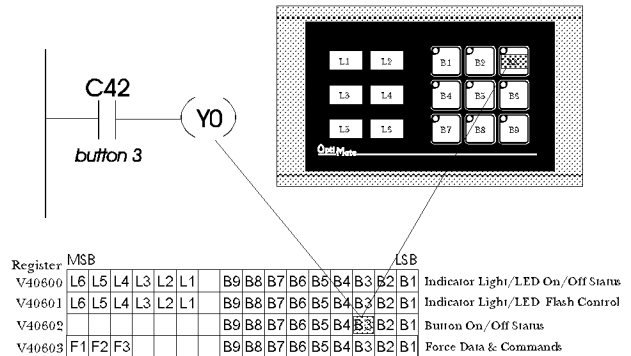 C42
Y0
button 3
L1 L2 B1 B2
L3 L4 B4 B5 B6
L5 L6 B7 B8 B9
OptiMate
MSB LSB
Register
V40600 L6 L5 L4 L3 L2 L1 B9 B8 B7 B6 B5 B4 B3 B2 B1 Indicator Light/LED On/Off Status
V40601 L6 L5 L4 L3 L2 L1 B9 B8 B7 B6 B5 B4 B3 B2 B1 Indicator Light/LED Flash Control
V40602 B9 B8 B7 B6 B5 B4 B3 B2 B1 Button On/Off Status
V40603 F1 F2 F3 B9 B8 B7 B6 B5 B4 B3 B2 B1 Force Data & Commands